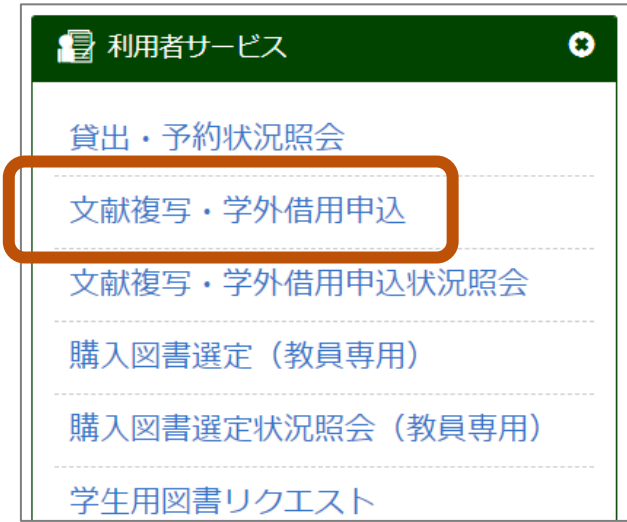 利用者サービス
貸出・予約状況照会
文献複写・学外借用申込
文献複写・学外借用申込状況照会
購入図書選定（教員専用）
購入図書選定状況照会（教員専用）
学生用図書リクエスト